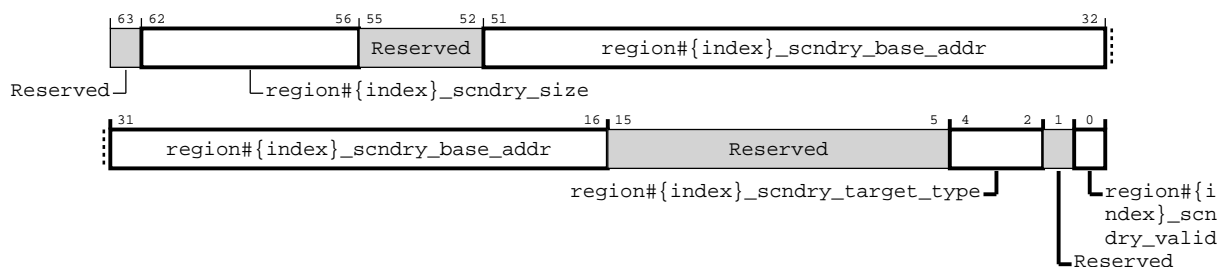 63 62 56 55 52 51 32
Reserved region#{index}_scndry_base_addr
Reserved region#{index}_scndry_size
31 16 15 5 4 2 1 0
region#{index}_scndry_base_addr Reserved
region#{index}_scndry_target_type region#{i
ndex}_scn
dry_valid
Reserved